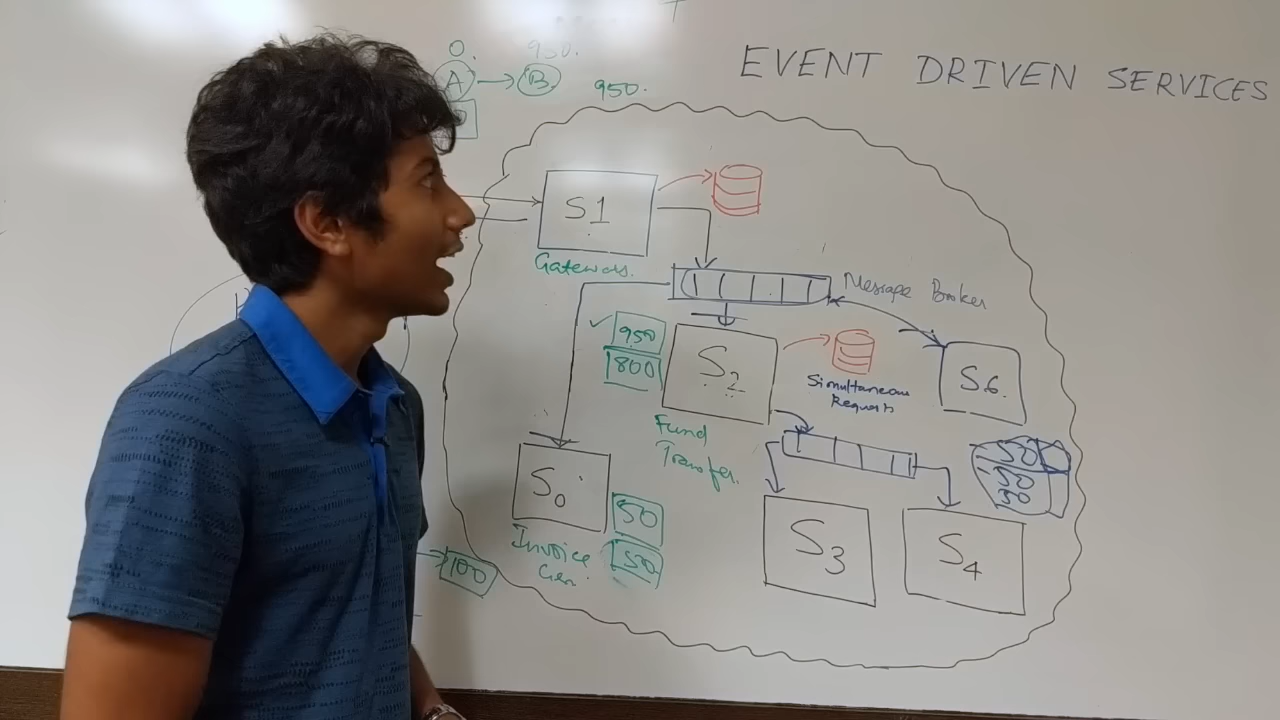 EVENT DRIVEN SERVICES
0.
950.
A
B
950.
S1
Gateway.
Message Broker
950
800
S2
Simultaneous
Requests
S6.
Fund
Transfer.
50
50
50
S0
50
50
Invoice
Gen.
S3
S4
100